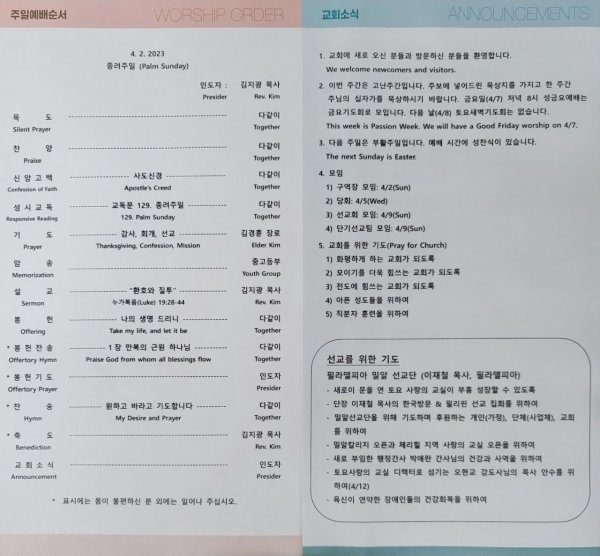 주일예배순서 WORSHIP ORDER
4. 2. 2023
종려주일 (Palm Sunday)
인도자 : 김지광 목사
Presider Rev. Kim
묵 도 다같이
Silent Prayer Together
찬 양 다같이
Praise Together
신앙고백 사도신경 다같이
Confession of Faith Apostle's Creed Together
성시교독 교독문 129. 종려주일 다같이
Responsive Reading 129. Palm Sunday Together
기 도 감사, 회개, 선교 김경훈 장로
Prayer Thanksgiving, Confession, Mission Elder Kim
암 송 중고등부
Memorization Youth Group
설 교 "환호와 질투" 김지광 목사
Sermon 누가복음(Luke) 19:28-44 Rev. Kim
봉 헌 나의 생명 드리니 다같이
Offering Take my life, and let it be Together
* 봉헌찬송 1장 만복의 근원 하나님 다같이
Offertory Hymn Praise God from whom all blessings flow Together
* 봉헌기도 인도자
Offertory Prayer Presider
* 찬 송 원하고 바라고 기도합니다 다같이
Hymn My Desire and Prayer Together
* 축 도 김지광 목사
Benediction Rev. Kim
교회소식 인도자
Announcement Presider
* 표시에는 몸이 불편하신 분 외에는 일어나 주십시오.
교회소식 ANNOUNCEMENTS
1. 교회에 새로 오신 분들과 방문하신 분들을 환영합니다.
We welcome newcomers and visitors.
2. 이번 주간은 고난주간입니다. 주보에 넣어드린 묵상지를 가지고 한 주간
주님의 십자가를 묵상하시기 바랍니다. 금요일(4/7) 저녁 8시 성금요예배는
금요기도회로 모입니다. 다음 날(4/8) 토요새벽기도회는 없습니다.
This week is Passion Week. We will have a Good Friday worship on 4/7.
3. 다음 주일은 부활주일입니다. 예배 시간에 성찬식이 있습니다.
The next Sunday is Easter.
4. 모임
1) 구역장 모임: 4/2(Sun)
2) 당회: 4/5(Wed)
3) 선교회 모임: 4/9(Sun)
4) 단기선교팀 모임: 4/9(Sun)
5. 교회를 위한 기도(Pray for Church)
1) 화평하게 하는 교회가 되도록
2) 모이기를 더욱 힘쓰는 교회가 되도록
3) 전도에 힘쓰는 교회가 되도록
4) 아픈 성도들을 위하여
5) 직분자 훈련을 위하여
선교를 위한 기도
필라델피아 밀알 선교단 (이재철 목사, 필라델피아)
- 새로이 문을 연 토요 사랑의 교실이 부흥 성장할 수 있도록
- 단장 이재철 목사의 한국방문 & 필리핀 선교 집회를 위하여
- 밀알선교단을 위해 기도하며 후원하는 개인(가정), 단체(사업체), 교회
를 위하여
- 밀알칼리지 오픈과 체리힐 지역 사랑의 교실 오픈을 위하여
- 새로 부임한 행정간사 박애란 간사님의 건강과 사역을 위하여
- 토요사랑의 교실 디렉터로 섬기는 오현교 강도사님의 목사 안수를 위
하여(4/12)
- 육신이 연약한 장애인들의 건강회복을 위하여